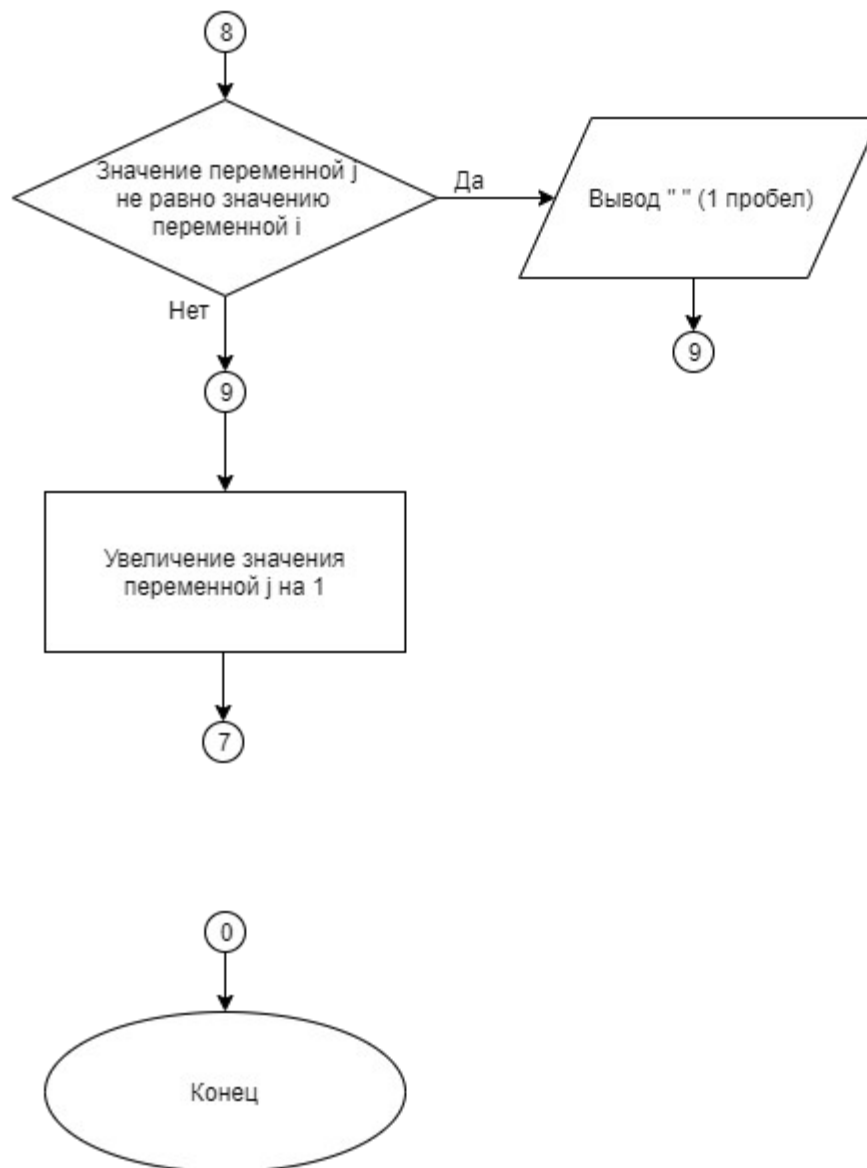 8
Значение переменной j
не равно значению
переменной i
Да
Вывод " " (1 пробел)
Нет
9
9
Увеличение значения
переменной j на 1
7
0
Конец